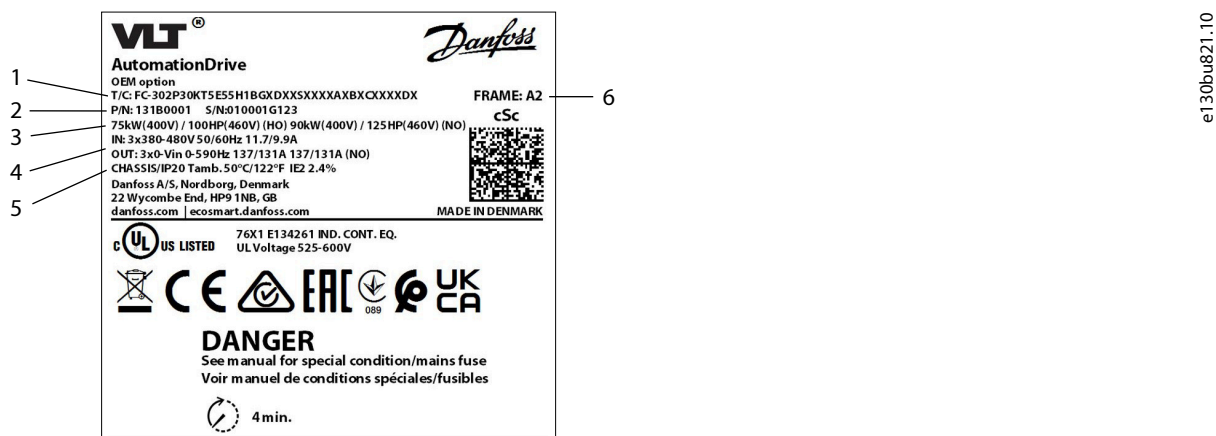 VLT®
Danfoss
AutomationDrive
OEM option
1
T/C: FC-302P30KT5E55H1BGXDXXSXXXXAXBXCXXXXDX
FRAME: A2
6
2
P/N: 131B0001 S/N:010001G123
cSc
3
75kW(400V) / 100HP(460V) (HO) 90kW(400V) / 125HP(460V) (NO)
IN: 3x380-480V 50/60Hz 11.7/9.9A
4
OUT: 3x0-Vin 0-590Hz 137/131A 137/131A (NO)
5
CHASSIS/IP20 Tamb. 50°C/122°F IE2 2.4%
Danfoss A/S, Nordborg, Denmark
22 Wycombe End, HP9 1NB, GB
danfoss.com | ecosmart.danfoss.com
MADE IN DENMARK
C UL US LISTED
76X1 E134261 IND. CONT. EQ.
UL Voltage 525-600V
CE
EAC
089
UK
CA
DANGER
See manual for special condition/mains fuse
Voir manuel de conditions spéciales/fusibles
4 min.
e130bu821.10